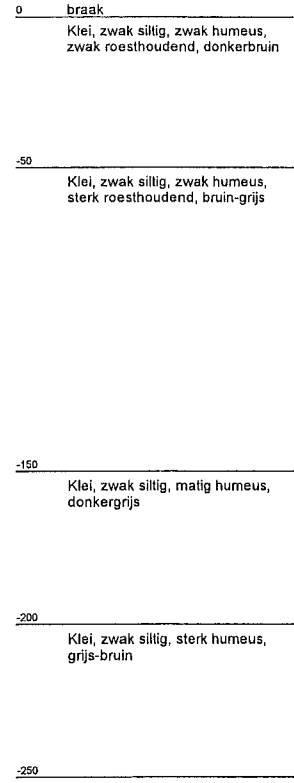 0 braak
Klei, zwak siltig, zwak humeus,
zwak roesthoudend, donkerbruin
-50
Klei, zwak siltig, zwak humeus,
sterk roesthoudend, bruin-grijs
-150
Klei, zwak siltig, matig humeus,
donkergrijs
-200
Klei, zwak siltig, sterk humeus,
grijs-bruin
-250